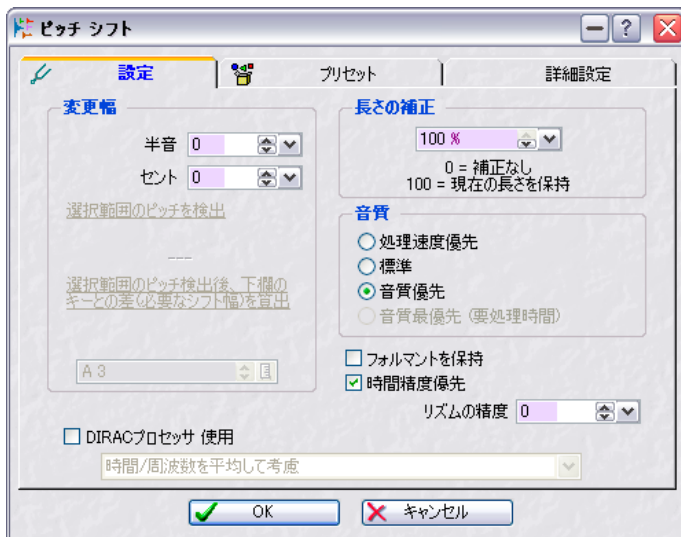 ピッチ シフト
設定
プリセット
詳細設定
変更幅
半音 0
セント 0
選択範囲のピッチを検出
---
選択範囲のピッチ検出後、下欄の
キーとの差(必要なシフト幅)を算出
A 3
DIRACプロセッサ 使用
時間/周波数を平均して考慮
長さの補正
100 %
0 = 補正なし
100 = 現在の長さを保持
音質
処理速度優先
標準
音質優先
音質最優先 (要処理時間)
フォルマントを保持
時間精度優先
リズムの精度 0
OK
キャンセル